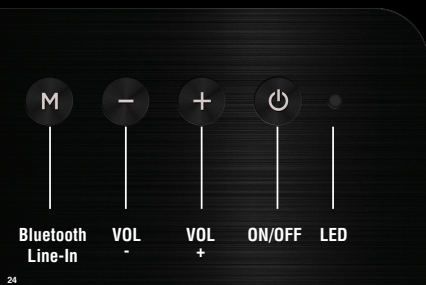 M - +
Bluetooth VOL VOL ON/OFF LED
Line-In - +
24